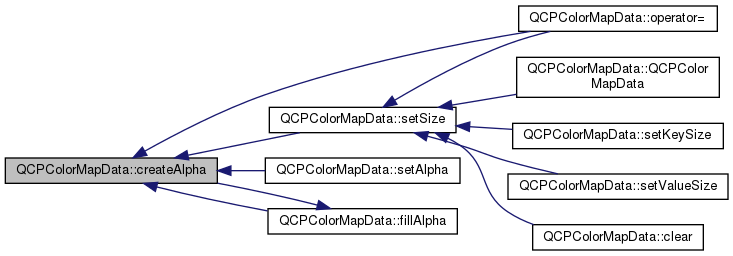 QCPColorMapData::operator=
QCPColorMapData::QCPColor
MapData
QCPColorMapData::setSize
QCPColorMapData::setKeySize
QCPColorMapData::createAlpha
QCPColorMapData::setAlpha
QCPColorMapData::setValueSize
QCPColorMapData::fillAlpha
QCPColorMapData::clear